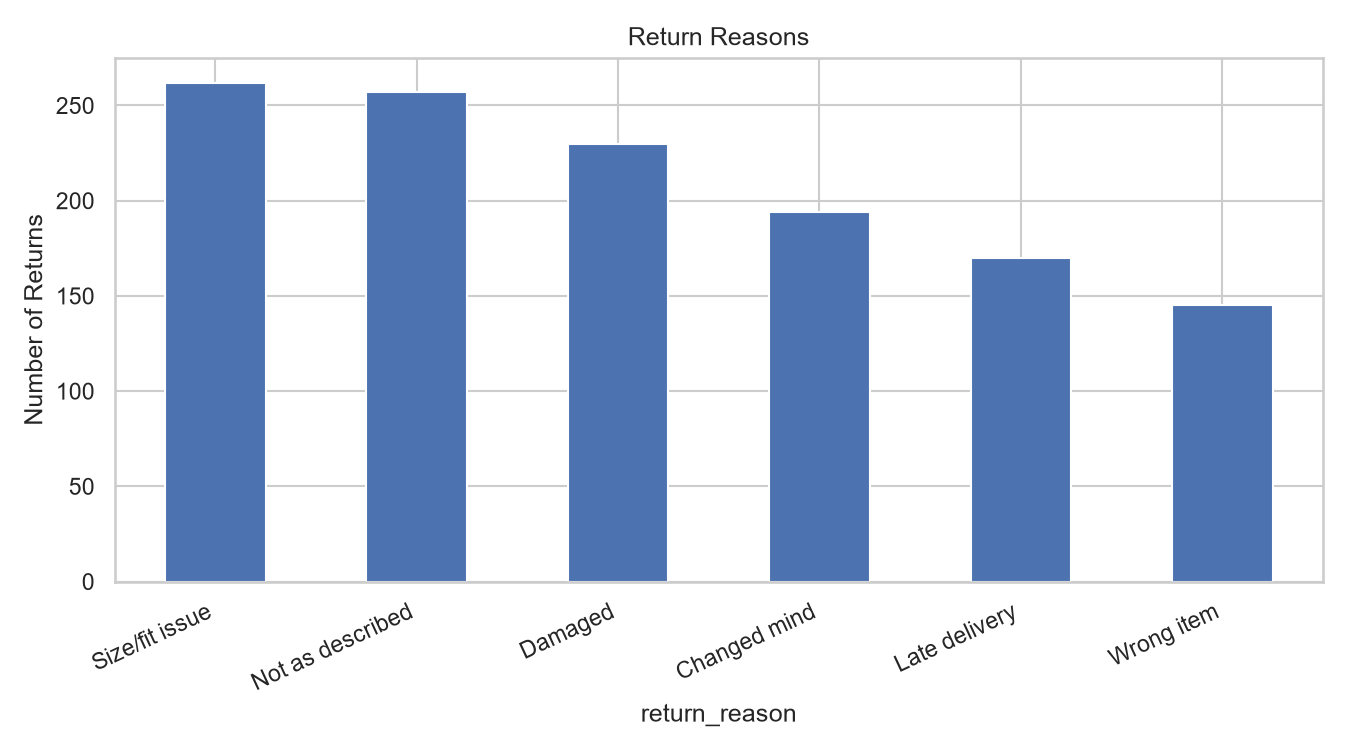 Return Reasons
Number of Returns
250
200
150
100
50
0
Size/fit issue
Not as described
Damaged
Changed mind
Late delivery
Wrong item
return_reason